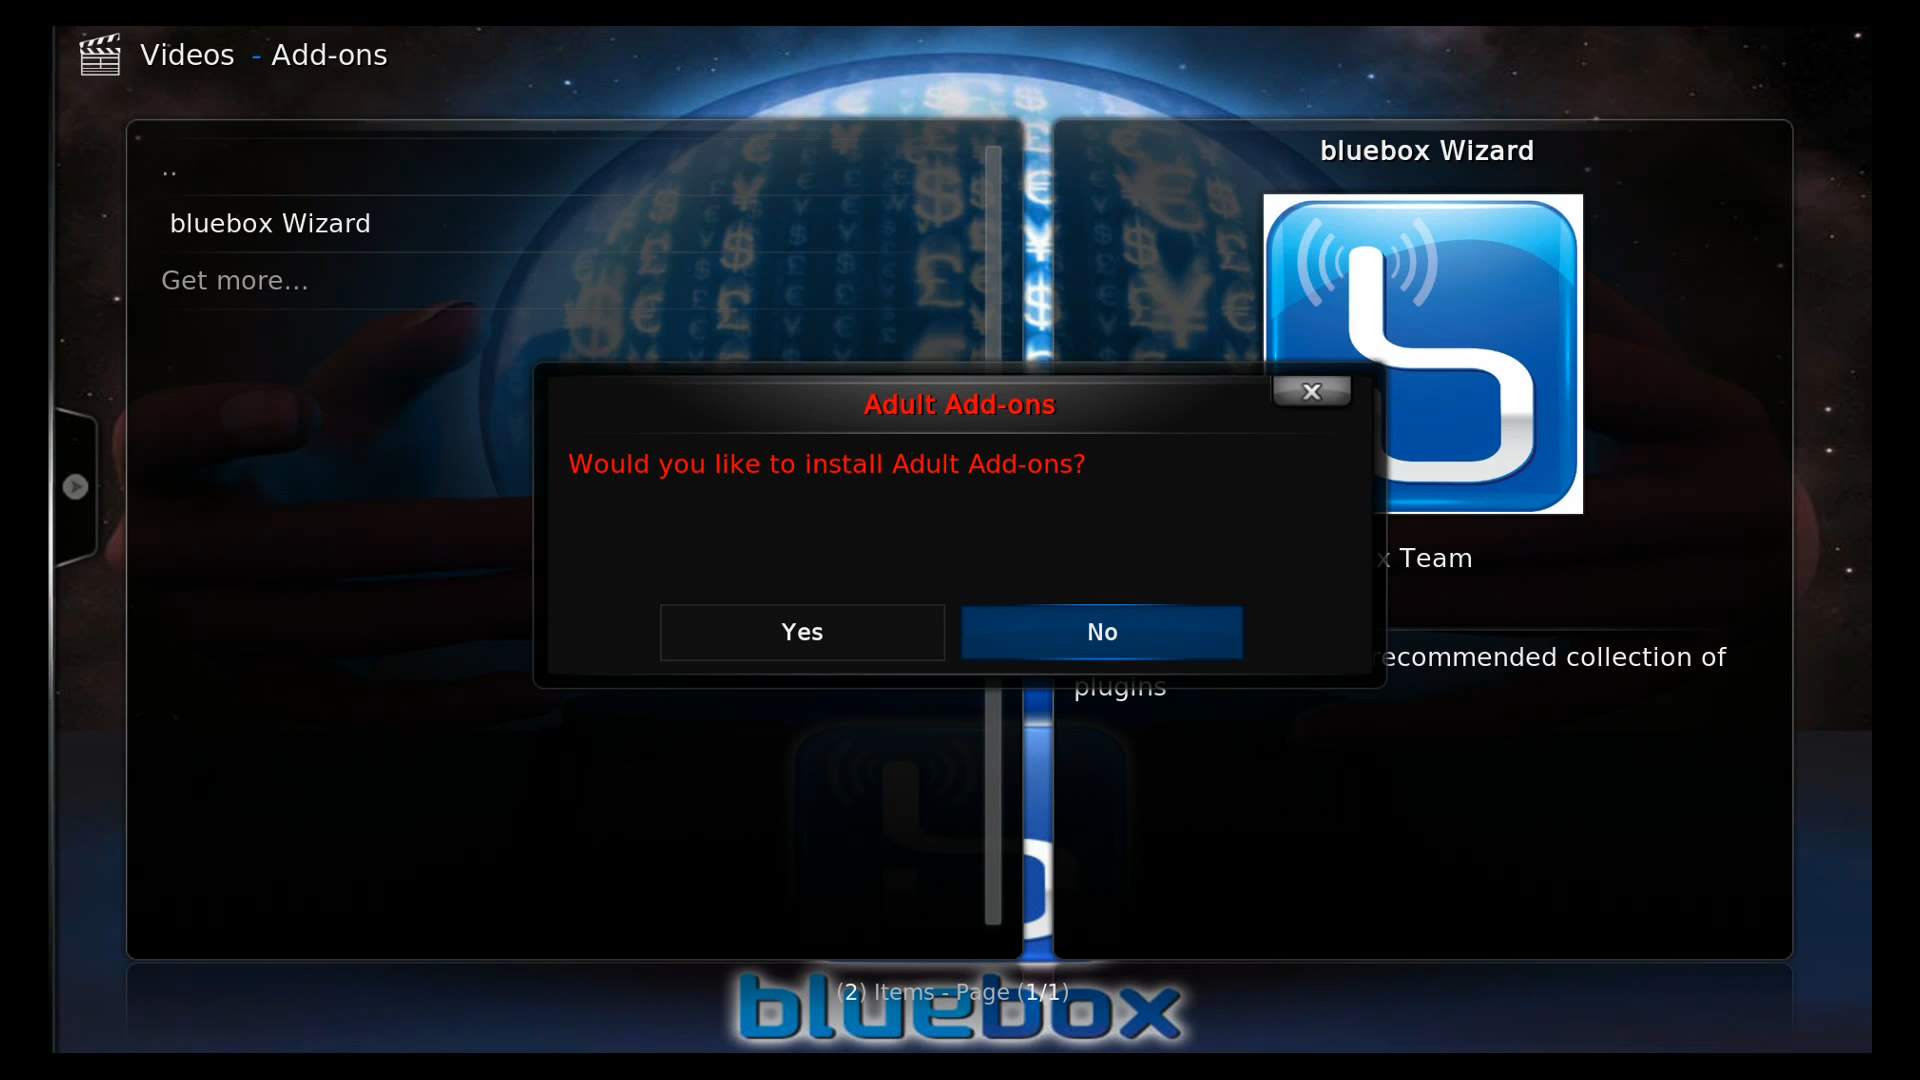 Videos - Add-ons
..
bluebox Wizard
Get more...
bluebox Wizard
Adult Add-ons
X
Would you like to install Adult Add-ons?
x Team
Yes
No
recommended collection of
plugins
(2) Items - Page (1/1)
bluebox